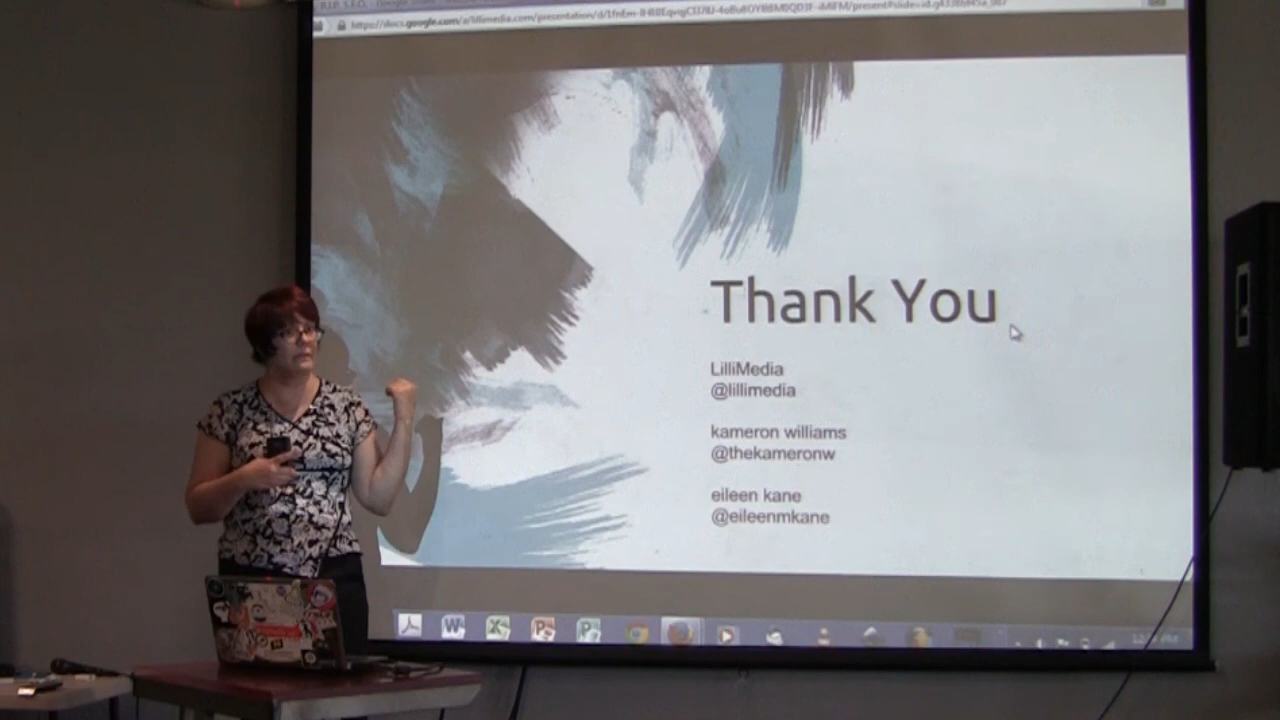 Thank You
LilliMedia
@lillimedia
kameron williams
@thekameronw
eileen kane
@eileenmkane